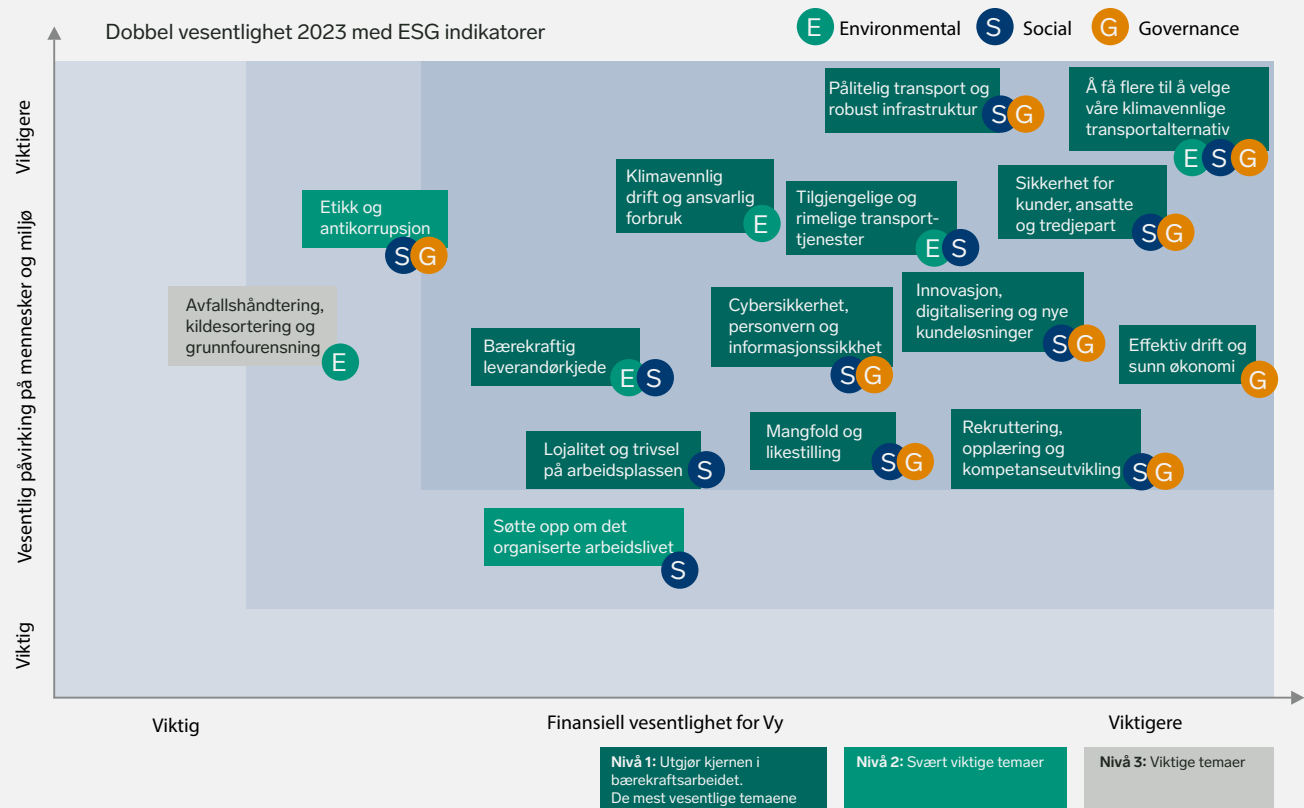 Dobbel vesentlighet 2023 med ESG indikatorer
E Environmental S Social G Governance
Viktigere
Vesentlig påvirking på mennesker og miljø
Viktig
Pålitelig transport og
robust infrastruktur
S G
Å få flere til å velge
våre klimavennlige
transportalternativ
E S G
Klimavennlig
drift og ansvarlig
forbruk
E
Tilgjengelige og
rimelige transport-
tjenester
E S
Sikkerhet for
kunder, ansatte
og tredjepart
S G
Etikk og
antikorrupsjon
S G
Avfallshåndtering,
kildesortering og
grunnfourensning
E
Bærekraftig
leverandørkjede
E S
Cybersikkerhet,
personvern og
informasjonssikkhet
S G
Innovasjon,
digitalisering og nye
kundeløsninger
S G
Effektiv drift og
sunn økonomi
G
Lojalitet og trivsel
på arbeidsplassen
S
Mangfold og
likestilling
S G
Rekruttering,
opplæring og
kompetanseutvikling
S G
Søtte opp om det
organiserte arbeidslivet
S
Viktig
Finansiell vesentlighet for Vy
Viktigere
Nivå 1: Utgjør kjernen i
bærekraftsarbeidet.
De mest vesentlige temaene
Nivå 2: Svært viktige temaer
Nivå 3: Viktige temaer